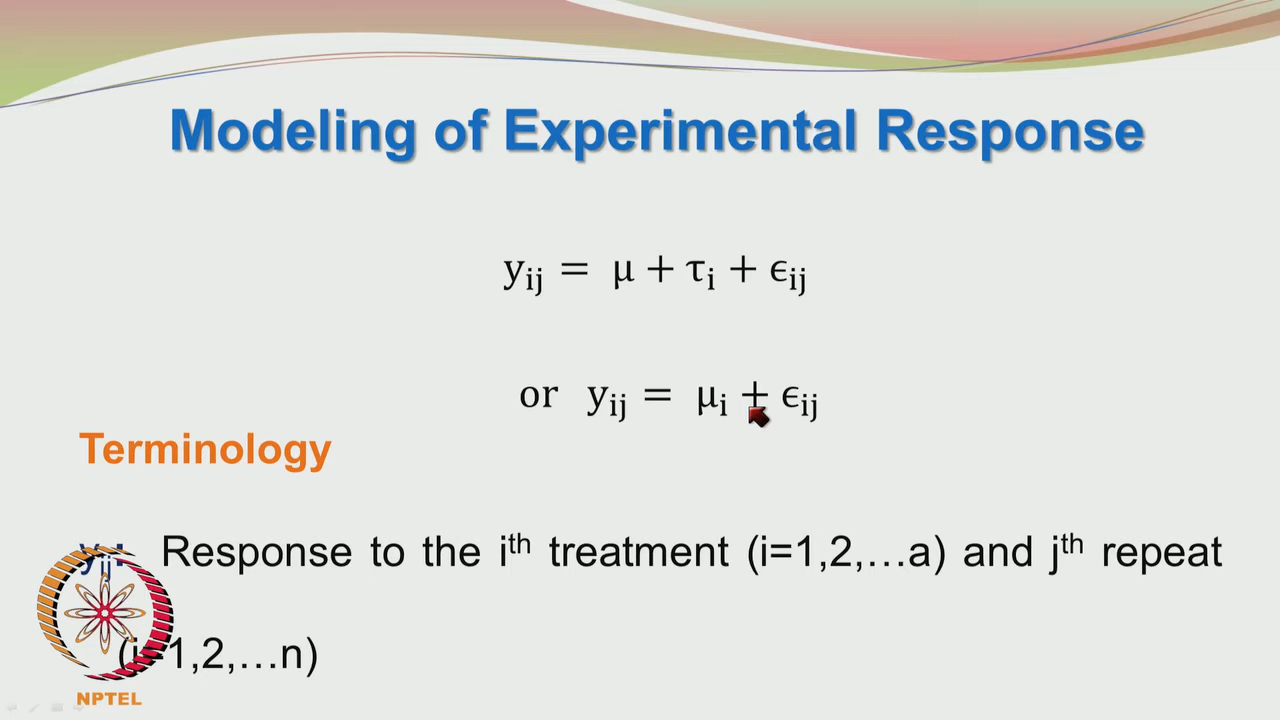 Modeling of Experimental Response
yᵢⱼ = μ + τᵢ + ϵᵢⱼ
or yᵢⱼ = μᵢ + ϵᵢⱼ
Terminology
yᵢⱼ: Response to the iᵗʰ treatment (i=1,2,…a) and jᵗʰ repeat
(j=1,2,…n)
NPTEL